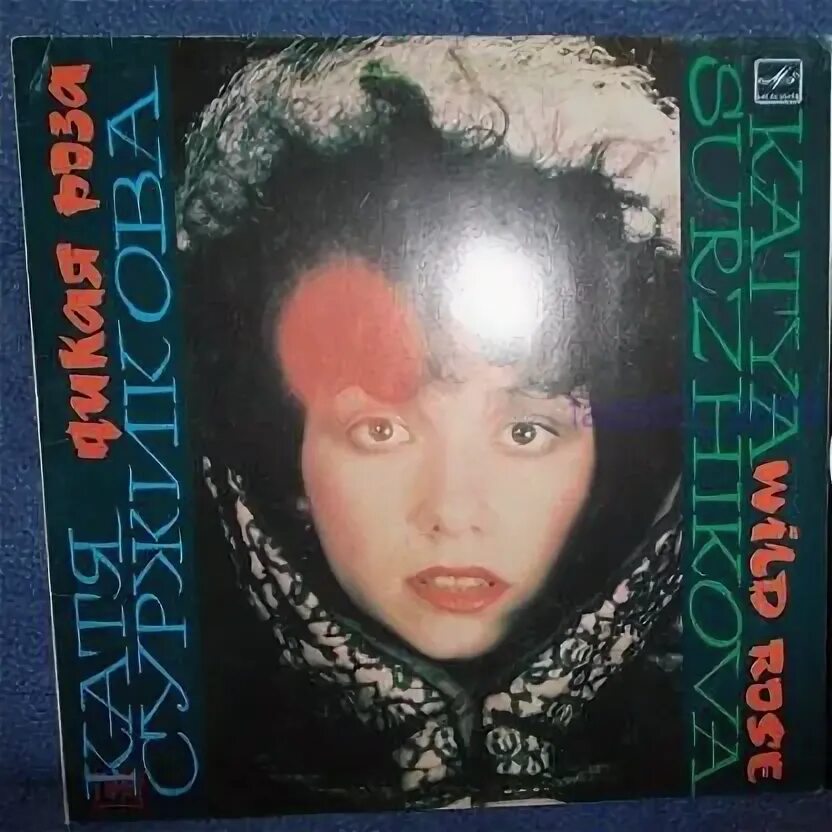 КАТЯ
СУРЖИКОВА
дикая роза
KATYA
SURZHIKOVA
WiLD ROSE